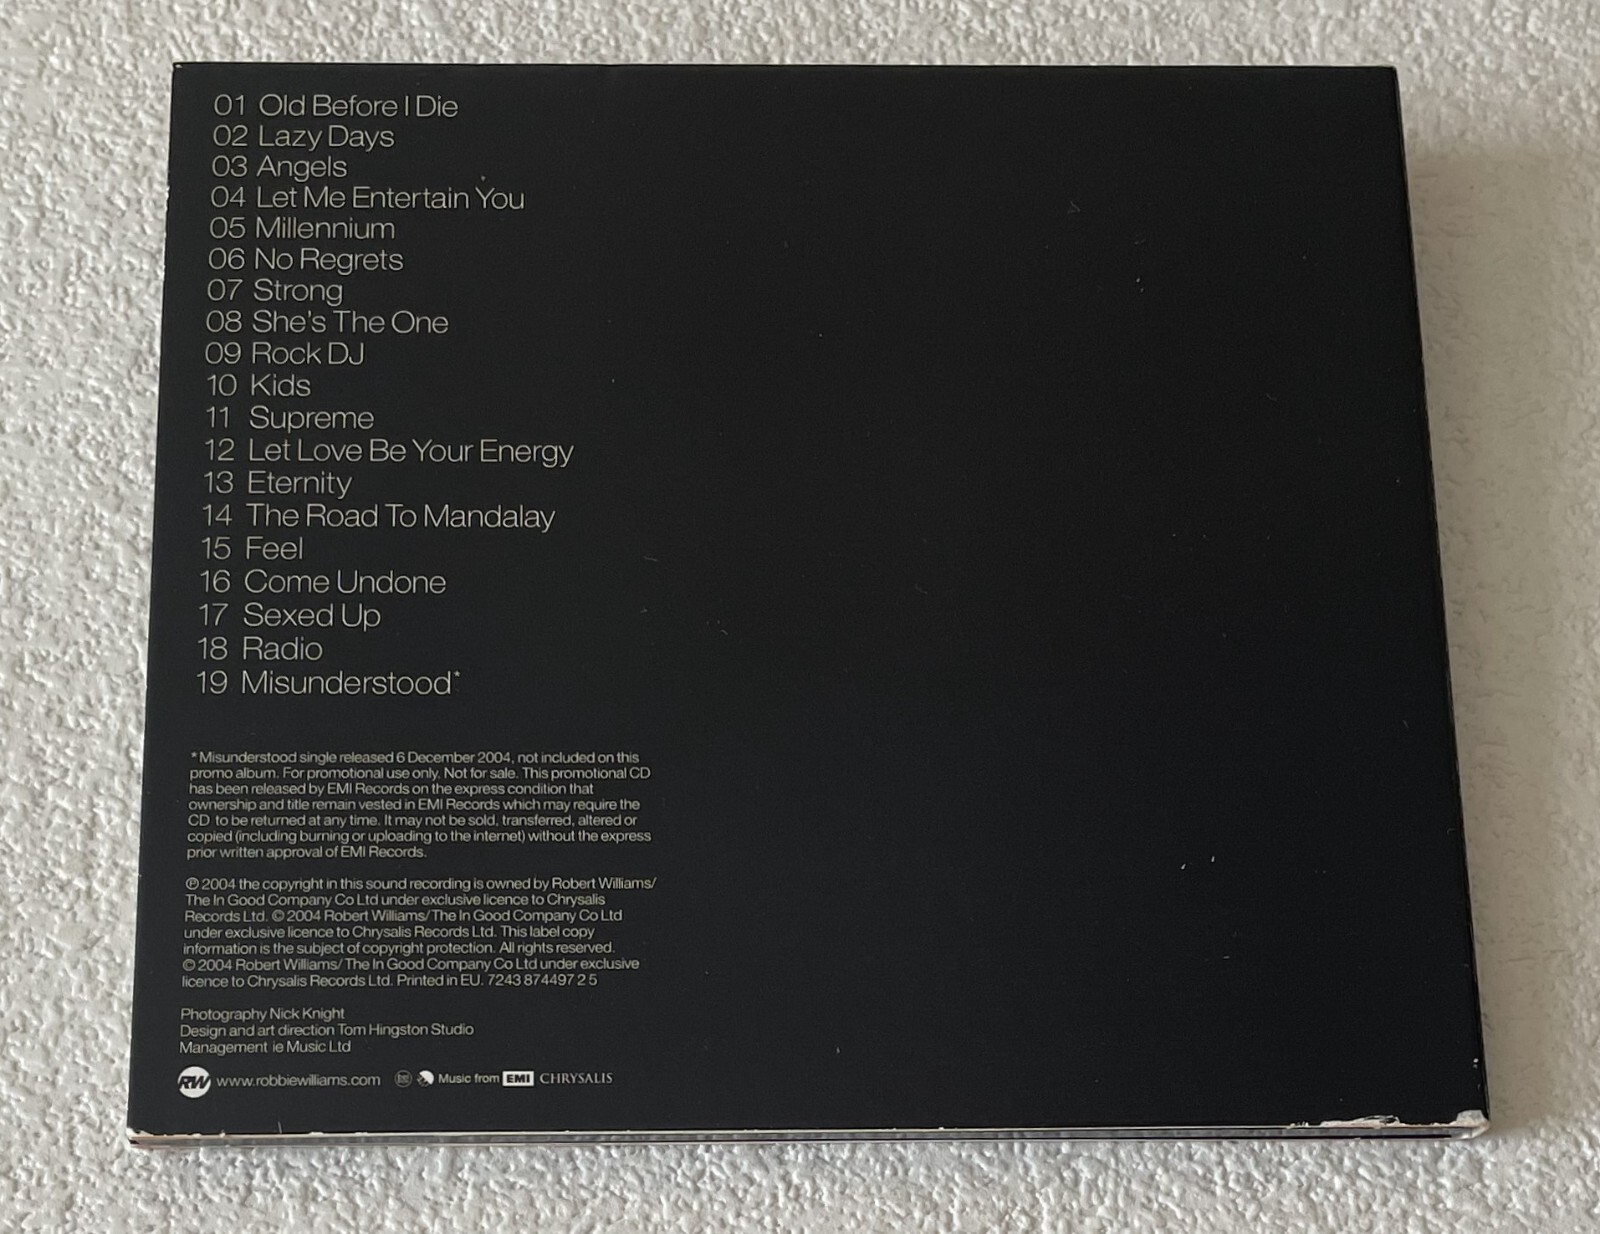 01 Old Before I Die
02 Lazy Days
03 Angels
04 Let Me Entertain You
05 Millennium
06 No Regrets
07 Strong
08 She's The One
09 Rock DJ
10 Kids
11 Supreme
12 Let Love Be Your Energy
13 Eternity
14 The Road To Mandalay
15 Feel
16 Come Undone
17 Sexed Up
18 Radio
19 Misunderstood*
*Misunderstood single released 6 December 2004, not included on this
promo album. For promotional use only. Not for sale. This promotional CD
has been released by EMI Records on the express condition that
ownership and title remain vested in EMI Records which may require the
CD to be returned at any time. It may not be sold, transferred, altered or
copied (including burning or uploading to the internet) without the express
prior written approval of EMI Records.
℗ 2004 the copyright in this sound recording is owned by Robert Williams/
The In Good Company Co Ltd under exclusive licence to Chrysalis
Records Ltd. © 2004 Robert Williams/The In Good Company Co Ltd
under exclusive licence to Chrysalis Records Ltd. This label copy
information is the subject of copyright protection. All rights reserved.
© 2004 Robert Williams/The In Good Company Co Ltd under exclusive
licence to Chrysalis Records Ltd. Printed in EU. 7243 874497 2 5
Photography Nick Knight
Design and art direction Tom Hingston Studio
Management ie Music Ltd
RW www.robbiewilliams.com Music from EMI CHRYSALIS